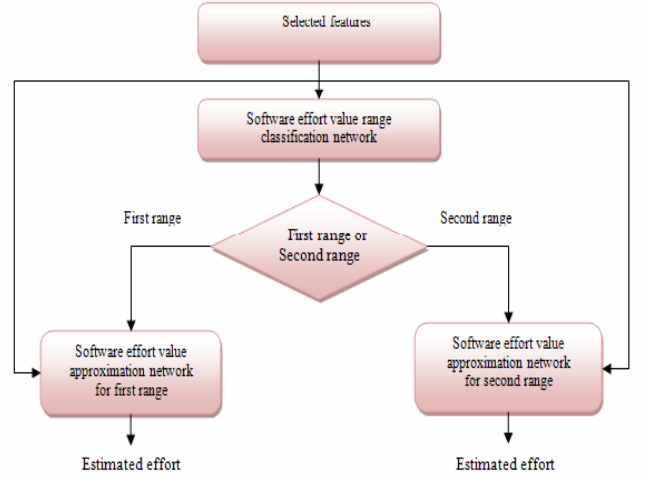 Selected features
Software effort value range
classification network
First range
Second range
First range or
Second range
Software effort value
approximation network
for first range
Software effort value
approximation network
for second range
Estimated effort
Estimated effort